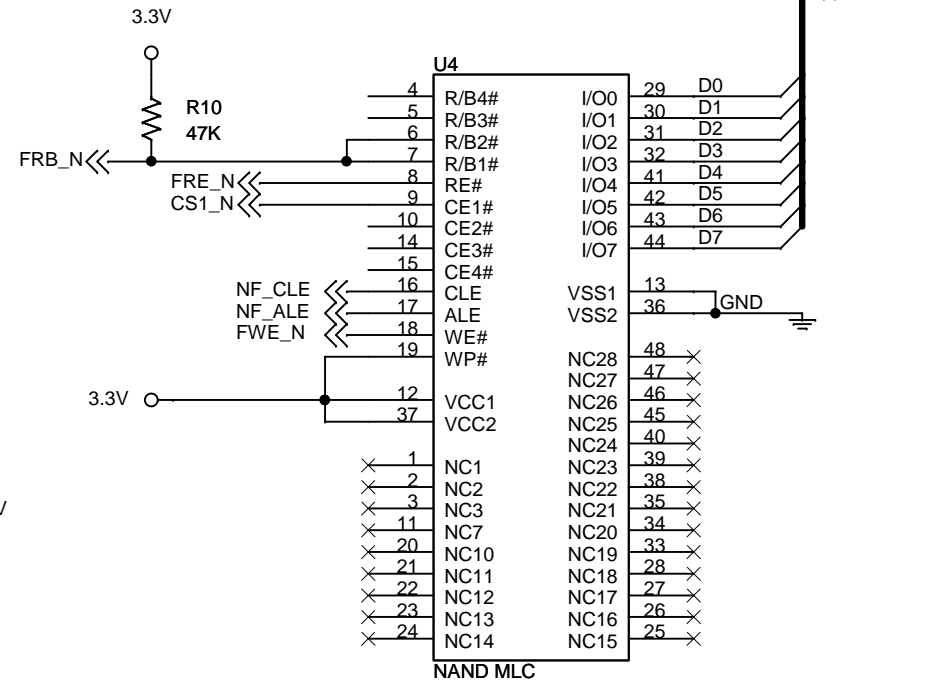 3.3V
U4
R10
47K
FRB_N
4 R/B4# I/O0 29 D0
5 R/B3# I/O1 30 D1
6 R/B2# I/O2 31 D2
7 R/B1# I/O3 32 D3
FRE_N 8 RE# I/O4 41 D4
CS1_N 9 CE1# I/O5 42 D5
10 CE2# I/O6 43 D6
14 CE3# I/O7 44 D7
15 CE4#
NF_CLE 16 CLE VSS1 13
NF_ALE 17 ALE VSS2 36 GND
FWE_N 18 WE#
19 WP# NC28 48
NC27 47
3.3V 12 VCC1 NC26 46
37 VCC2 NC25 45
NC24 40
1 NC1 NC23 39
2 NC2 NC22 38
3 NC3 NC21 35
11 NC7 NC20 34
20 NC10 NC19 33
21 NC11 NC18 28
22 NC12 NC17 27
23 NC13 NC16 26
24 NC14 NC15 25
NAND MLC